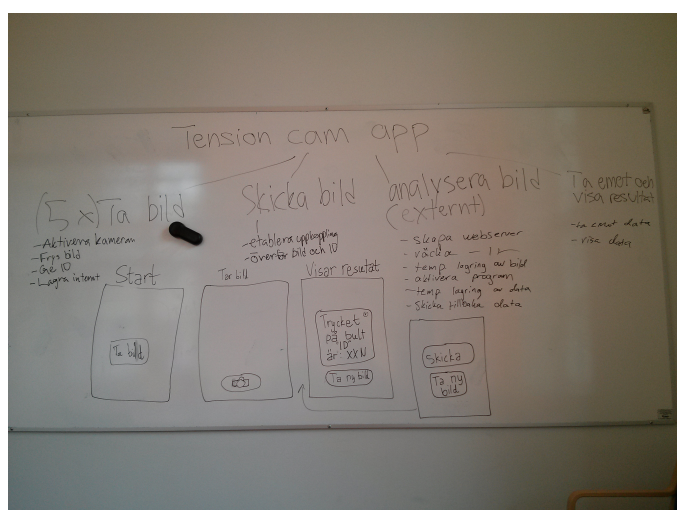 Tension cam app
(5x) Ta bild
- Aktivera kameran
- Frys bild
- Ge ID
- Lagra internt
Skicka bild
- etablera uppkoppling
- överför bild och ID
analysera bild
(externt)
- skapa webserver
- väcka - || -
- temp lagring av bild
- aktivera program
- temp. lagring av data
- Skicka tillbaka data
Ta emot och
visa resultat
- ta emot data
- visa data
Start
Ta bild
Tar bild
Visar resultat
Trycket
på bult
"ID"
är: XXN
Ta ny bild
Skicka
Ta ny
bild